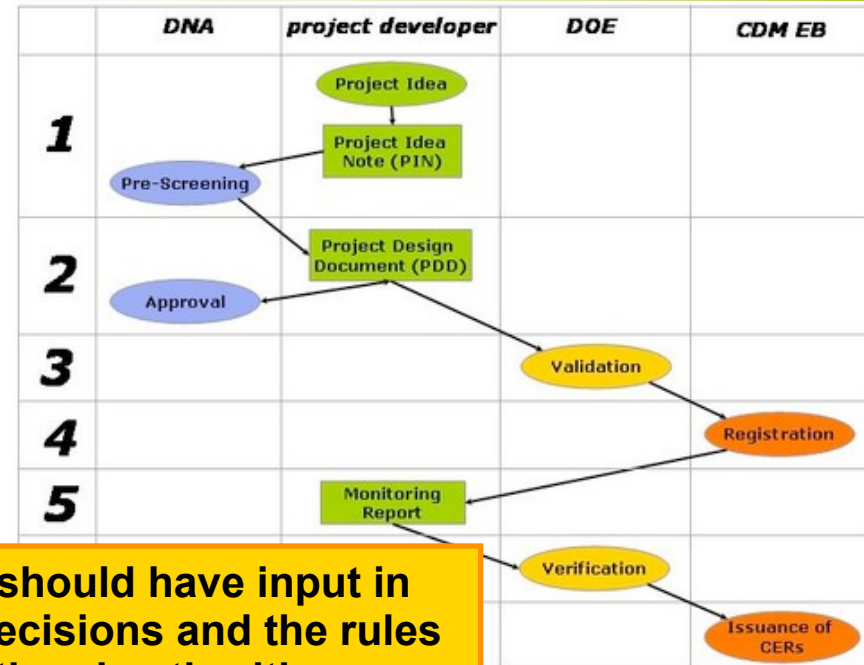 DNA
project developer
DOE
CDM EB
1
Project Idea
Project Idea
Note (PIN)
Pre-Screening
2
Project Design
Document (PDD)
Approval
3
Validation
4
Registration
5
Monitoring
Report
Verification
Issuance of
CERs
should have input in
ecisions and the rules